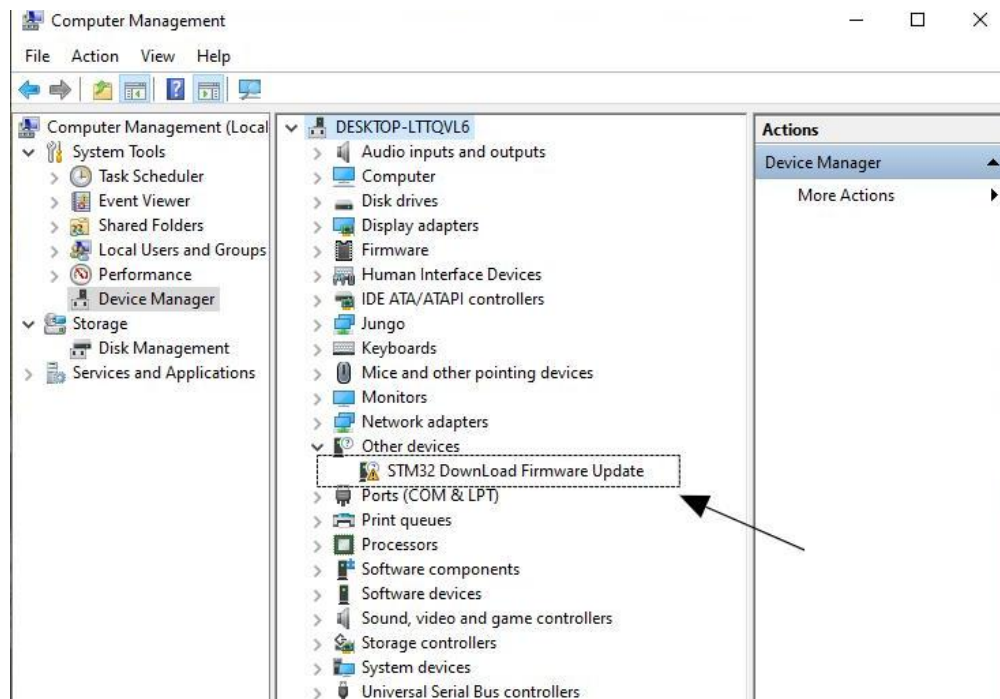 Computer Management
File Action View Help
Computer Management (Local
System Tools
Task Scheduler
Event Viewer
Shared Folders
Local Users and Groups
Performance
Device Manager
Storage
Disk Management
Services and Applications
DESKTOP-LTTQVL6
Audio inputs and outputs
Computer
Disk drives
Display adapters
Firmware
Human Interface Devices
IDE ATA/ATAPI controllers
Jungo
Keyboards
Mice and other pointing devices
Monitors
Network adapters
Other devices
STM32 DownLoad Firmware Update
Ports (COM & LPT)
Print queues
Processors
Software components
Software devices
Sound, video and game controllers
Storage controllers
System devices
Universal Serial Bus controllers
Actions
Device Manager
More Actions